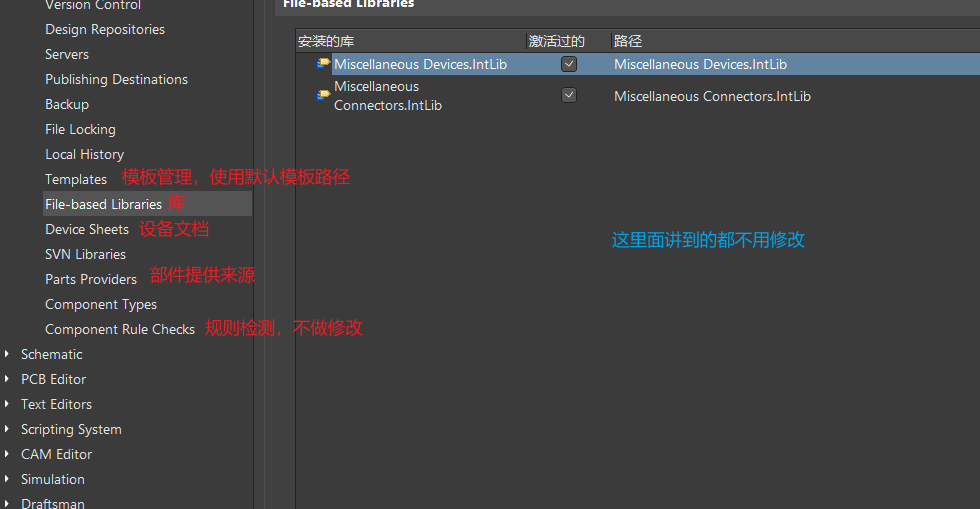 Version Control
File-based Libraries
Design Repositories
安装的库 激活过的 路径
Servers
Miscellaneous Devices.IntLib Miscellaneous Devices.IntLib
Publishing Destinations
Miscellaneous
Connectors.IntLib Miscellaneous Connectors.IntLib
Backup
File Locking
Local History
Templates 模板管理，使用默认模板路径
File-based Libraries 库
Device Sheets 设备文档
这里面讲到的都不用修改
SVN Libraries
Parts Providers 部件提供来源
Component Types
Component Rule Checks 规则检测，不做修改
Schematic
PCB Editor
Text Editors
Scripting System
CAM Editor
Simulation
Draftsman